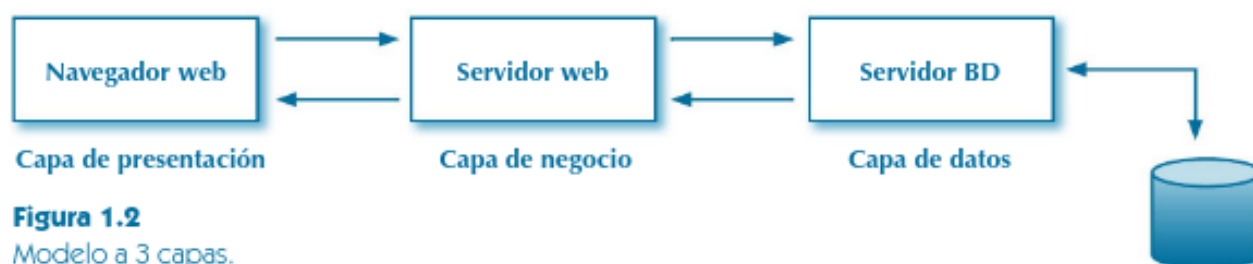 Navegador web
Servidor web
Servidor BD
Capa de presentación
Capa de negocio
Capa de datos
Figura 1.2
Modelo a 3 capas.